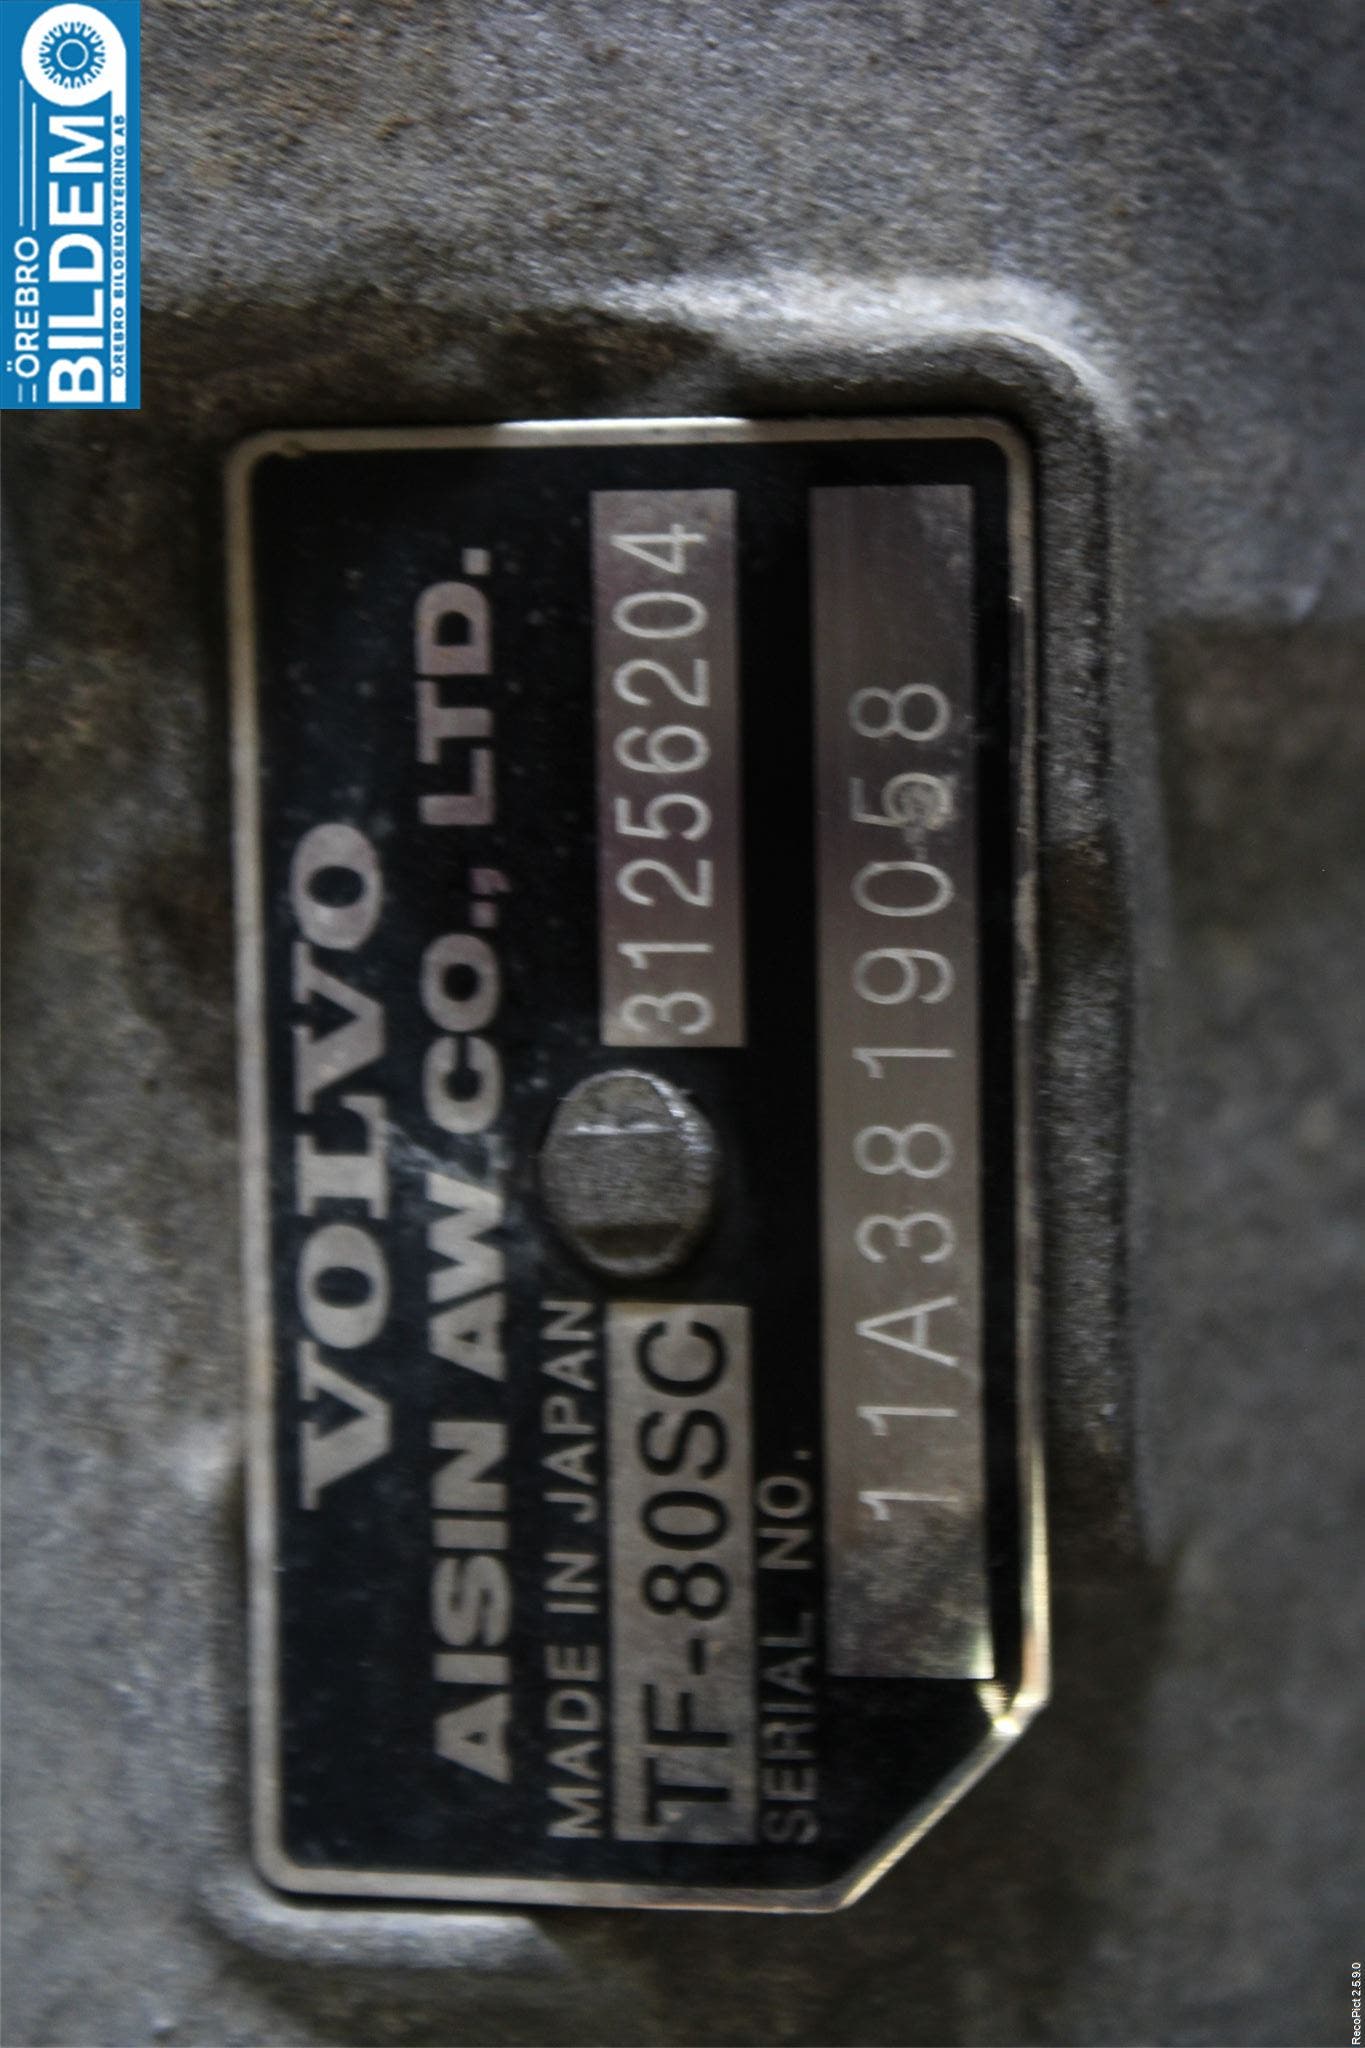 ÖREBRO
BILDEMO
ÖREBRO BILDEMONTERING AB
VOLVO
AISIN AW CO., LTD.
MADE IN JAPAN
TF-80SC 31256204
SERIAL NO.
11A3819058
RecoPict 2.5.9.0